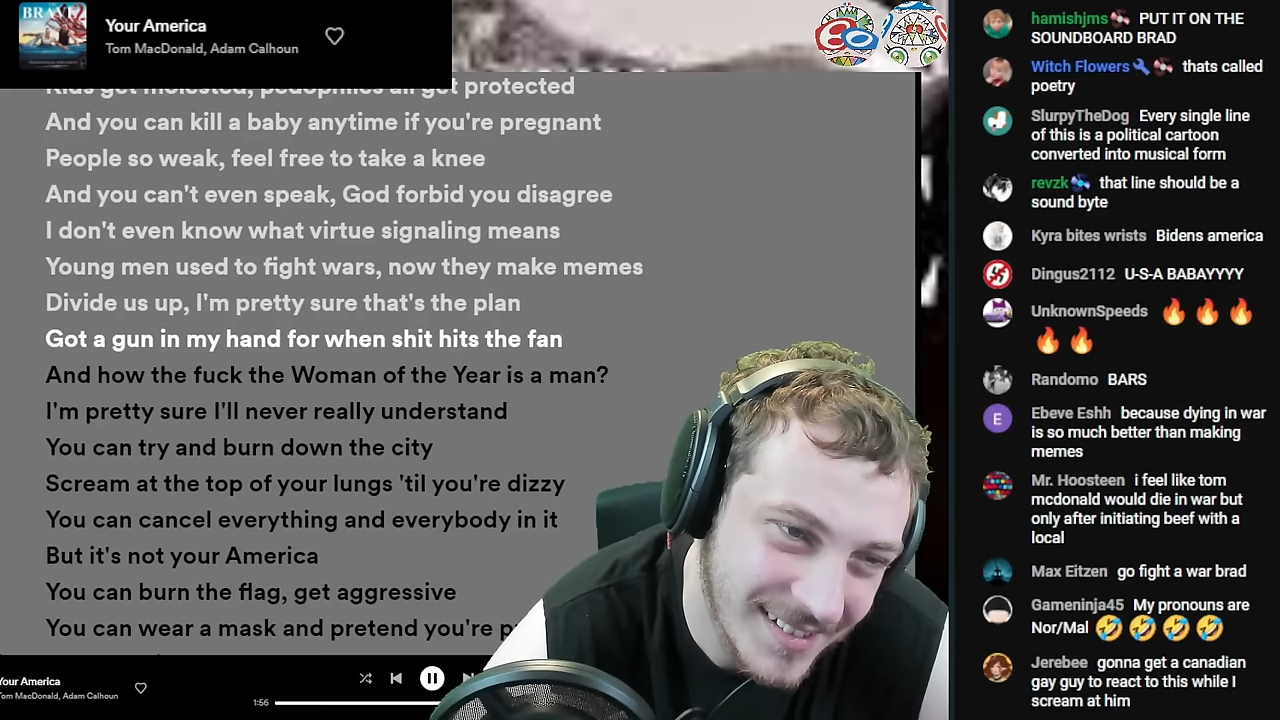 BRAVE
Your America
Tom MacDonald, Adam Calhoun
Kids get molested, pedophiles all get protected
And you can kill a baby anytime if you're pregnant
People so weak, feel free to take a knee
And you can't even speak, God forbid you disagree
I don't even know what virtue signaling means
Young men used to fight wars, now they make memes
Divide us up, I'm pretty sure that's the plan
Got a gun in my hand for when shit hits the fan
And how the fuck the Woman of the Year is a man?
I'm pretty sure I'll never really understand
You can try and burn down the city
Scream at the top of your lungs 'til you're dizzy
You can cancel everything and everybody in it
But it's not your America
You can burn the flag, get aggressive
You can wear a mask and pretend you're p
Your America
Tom MacDonald, Adam Calhoun
1:56
hamishjms PUT IT ON THE
SOUNDBOARD BRAD
Witch Flowers thats called
poetry
SlurpyTheDog Every single line
of this is a political cartoon
converted into musical form
revzk that line should be a
sound byte
Kyra bites wrists Bidens america
Dingus2112 U-S-A BABAYYYY
UnknownSpeeds 🔥 🔥 🔥
🔥 🔥
Randomo BARS
E
Ebeve Eshh because dying in war
is so much better than making
memes
Mr. Hoosteen i feel like tom
mcdonald would die in war but
only after initiating beef with a
local
Max Eitzen go fight a war brad
Gameninja45 My pronouns are
Nor/Mal 🤣 🤣 🤣 🤣
Jerebee gonna get a canadian
gay guy to react to this while I
scream at him